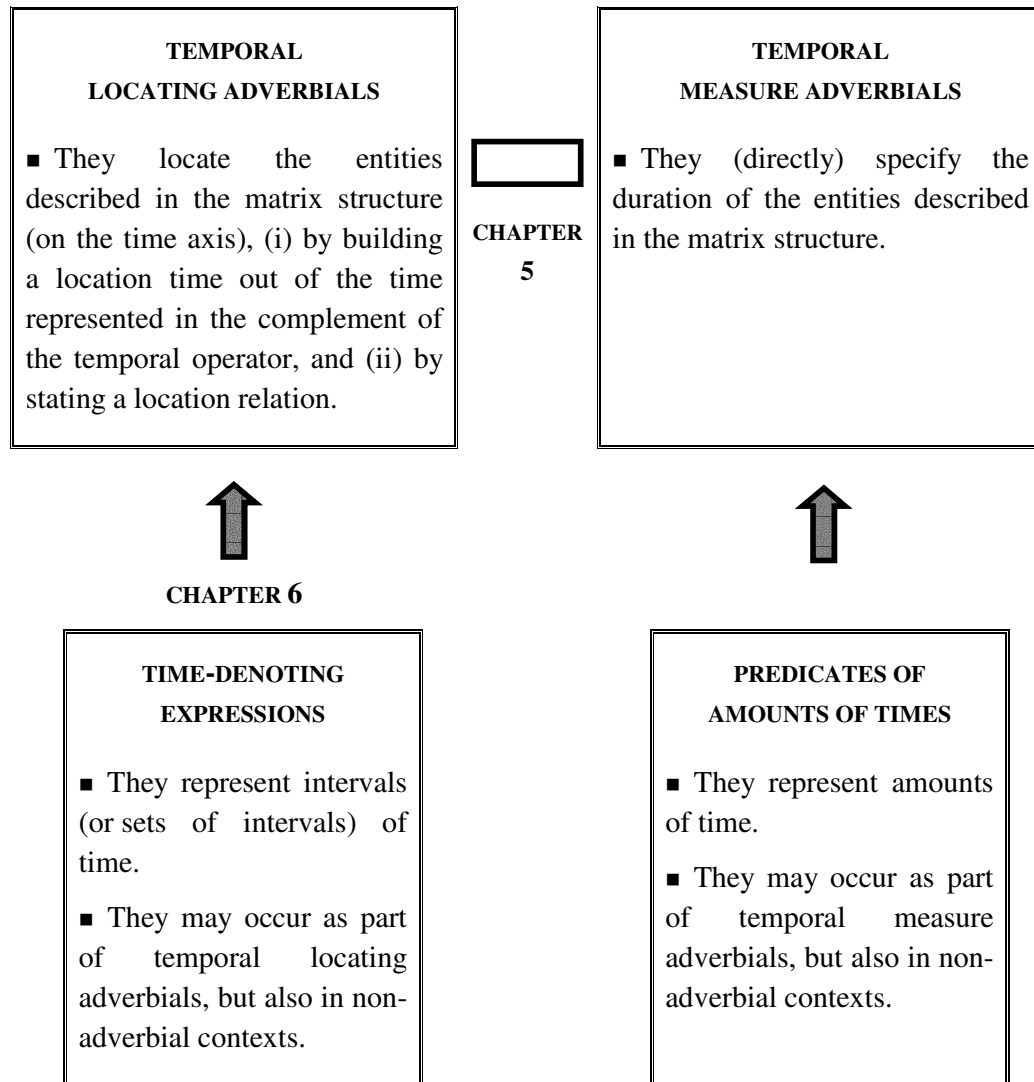 TEMPORAL
LOCATING ADVERBIALS
■ They locate the entities
described in the matrix structure
(on the time axis), (i) by building
a location time out of the time
represented in the complement of
the temporal operator, and (ii) by
stating a location relation.
CHAPTER
5
TEMPORAL
MEASURE ADVERBIALS
■ They (directly) specify the
duration of the entities described
in the matrix structure.
CHAPTER 6
TIME-DENOTING
EXPRESSIONS
■ They represent intervals
(or sets of intervals) of
time.
■ They may occur as part
of temporal locating
adverbials, but also in non-
adverbial contexts.
PREDICATES OF
AMOUNTS OF TIMES
■ They represent amounts
of time.
■ They may occur as part
of temporal measure
adverbials, but also in non-
adverbial contexts.